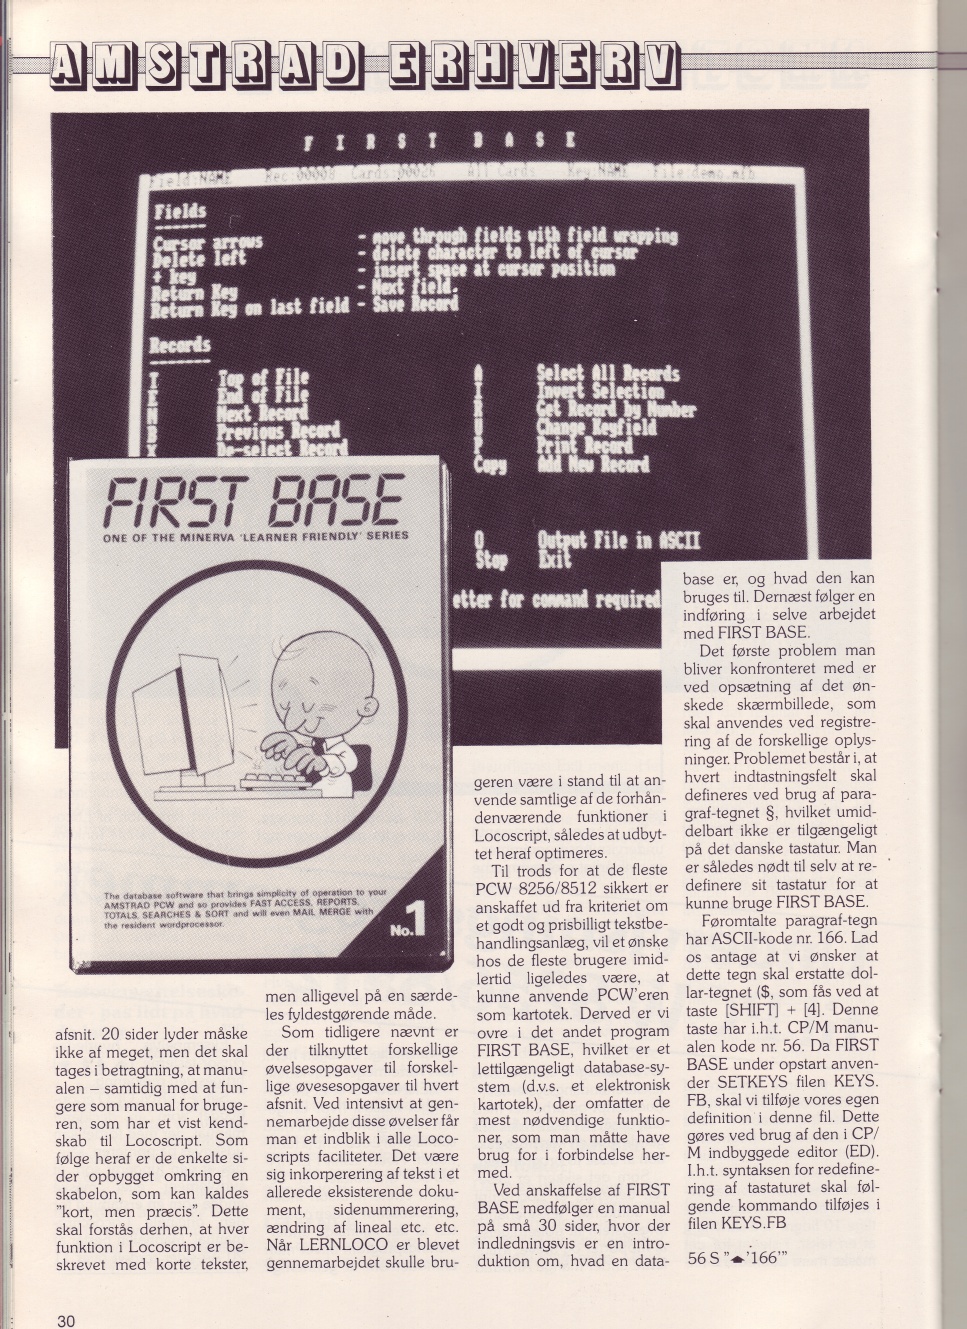 AMSTRAD ERHVERV
FIRST BASE
Field:NAME Rec:00008 Cards:00026 All Cards Key:NAME File:demo.mfb
Fields
Cursor arrows - move through fields with field wrapping
Delete left - delete character to left of cursor
+ key - insert space at cursor position
Return Key - Next field.
Return Key on last field - Save Record
Records
T Top of File
E End of File
N Next Record
B Previous Record
X De-select Record
A Select All Records
I Invert Selection
R Get Record by Number
U Change Keyfield
P Print Record
Copy Add New Record
O Output File in ASCII
Stop Exit
etter for command required
FIRST BASE
ONE OF THE MINERVA 'LEARNER FRIENDLY' SERIES
The database software that brings simplicity of operation to your
AMSTRAD PCW and so provides FAST ACCESS, REPORTS,
TOTALS, SEARCHES & SORT and will even MAIL MERGE with
the resident wordprocessor.
No.1
afsnit. 20 sider lyder måske
ikke af meget, men det skal
tages i betragtning, at manu-
alen – samtidig med at fun-
gere som manual for bruge-
ren, som har et vist kend-
skab til Locoscript. Som
følge heraf er de enkelte si-
der opbygget omkring en
skabelon, som kan kaldes
"kort, men præcis". Dette
skal forstås derhen, at hver
funktion i Locoscript er be-
skrevet med korte tekster,
men alligevel på en særde-
les fyldestgørende måde.
Som tidligere nævnt er
der tilknyttet forskellige
øvelsesopgaver til forskel-
lige øvesesopgaver til hvert
afsnit. Ved intensivt at gen-
nemarbejde disse øvelser får
man et indblik i alle Loco-
scripts faciliteter. Det være
sig inkorperering af tekst i et
allerede eksisterende doku-
ment, sidenummerering,
ændring af lineal etc. etc.
Når LERNLOCO er blevet
gennemarbejdet skulle bru-
geren være i stand til at an-
vende samtlige af de forhån-
denværende funktioner i
Locoscript, således at udbyt-
tet heraf optimeres.
Til trods for at de fleste
PCW 8256/8512 sikkert er
anskaffet ud fra kriteriet om
et godt og prisbilligt tekstbe-
handlingsanlæg, vil et ønske
hos de fleste brugere imid-
lertid ligeledes være, at
kunne anvende PCW'eren
som kartotek. Derved er vi
ovre i det andet program
FIRST BASE, hvilket er et
lettilgængeligt database-sy-
stem (d.v.s. et elektronisk
kartotek), der omfatter de
mest nødvendige funktio-
ner, som man måtte have
brug for i forbindelse her-
med.
Ved anskaffelse af FIRST
BASE medfølger en manual
på små 30 sider, hvor der
indledningsvis er en intro-
duktion om, hvad en data-
base er, og hvad den kan
bruges til. Dernæst følger en
indføring i selve arbejdet
med FIRST BASE.
Det første problem man
bliver konfronteret med er
ved opsætning af det øn-
skede skærmbillede, som
skal anvendes ved registre-
ring af de forskellige oplys-
ninger. Problemet består i, at
hvert indtastningsfelt skal
defineres ved brug af para-
graf-tegnet §, hvilket umid-
delbart ikke er tilgængeligt
på det danske tastatur. Man
er således nødt til selv at re-
definere sit tastatur for at
kunne bruge FIRST BASE.
Føromtalte paragraf-tegn
har ASCII-kode nr. 166. Lad
os antage at vi ønsker at
dette tegn skal erstatte dol-
lar-tegnet ($, som fås ved at
taste [SHIFT] + [4]. Denne
taste har i.h.t. CP/M manu-
alen kode nr. 56. Da FIRST
BASE under opstart anven-
der SETKEYS filen KEYS.
FB, skal vi tilføje vores egen
definition i denne fil. Dette
gøres ved brug af den i CP/
M indbyggede editor (ED).
I.h.t. syntaksen for redefine-
ring af tastaturet skal føl-
gende kommando tilføjes i
filen KEYS.FB
56 S "⏶'166'"
30